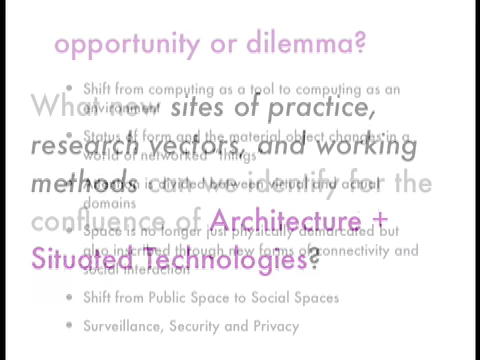 opportunity or dilemma?
Shift from computing as a tool to computing as an
environment
Status of form and the material object changes in a
world of networked "things"
Attention is divided between virtual and actual
domains
Space is no longer just physically demarcated but
also inscribed through new forms of connectivity and
social interaction
Shift from Public Space to Social Spaces
Surveillance, Security and Privacy
What new sites of practice,
research vectors, and working
methods can we identify for the
confluence of Architecture +
Situated Technologies?